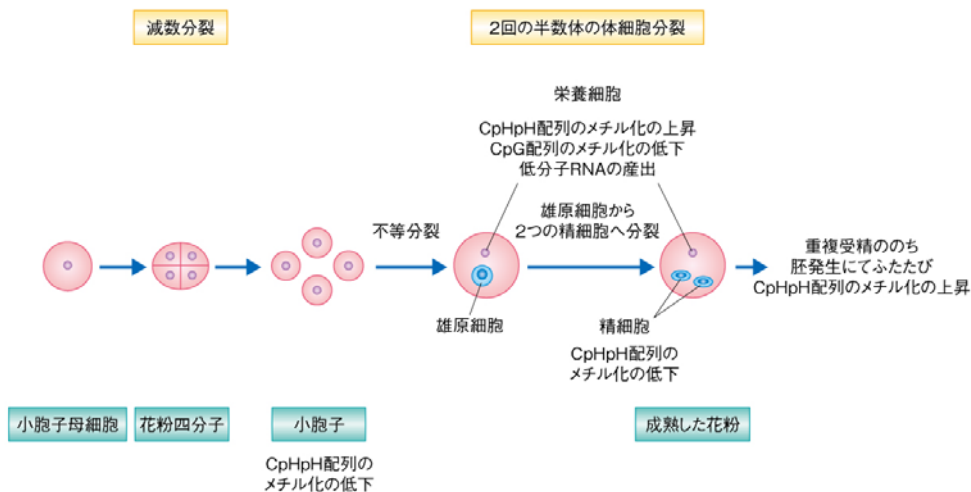 減数分裂
2回の半数体の体細胞分裂
栄養細胞
CpHpH配列のメチル化の上昇
CpG配列のメチル化の低下
低分子RNAの産出
不等分裂
雄原細胞から
2つの精細胞へ分裂
重複受精ののち
胚発生にてふたたび
CpHpH配列のメチル化の上昇
雄原細胞
精細胞
CpHpH配列の
メチル化の低下
小胞子母細胞
花粉四分子
小胞子
成熟した花粉
CpHpH配列の
メチル化の低下